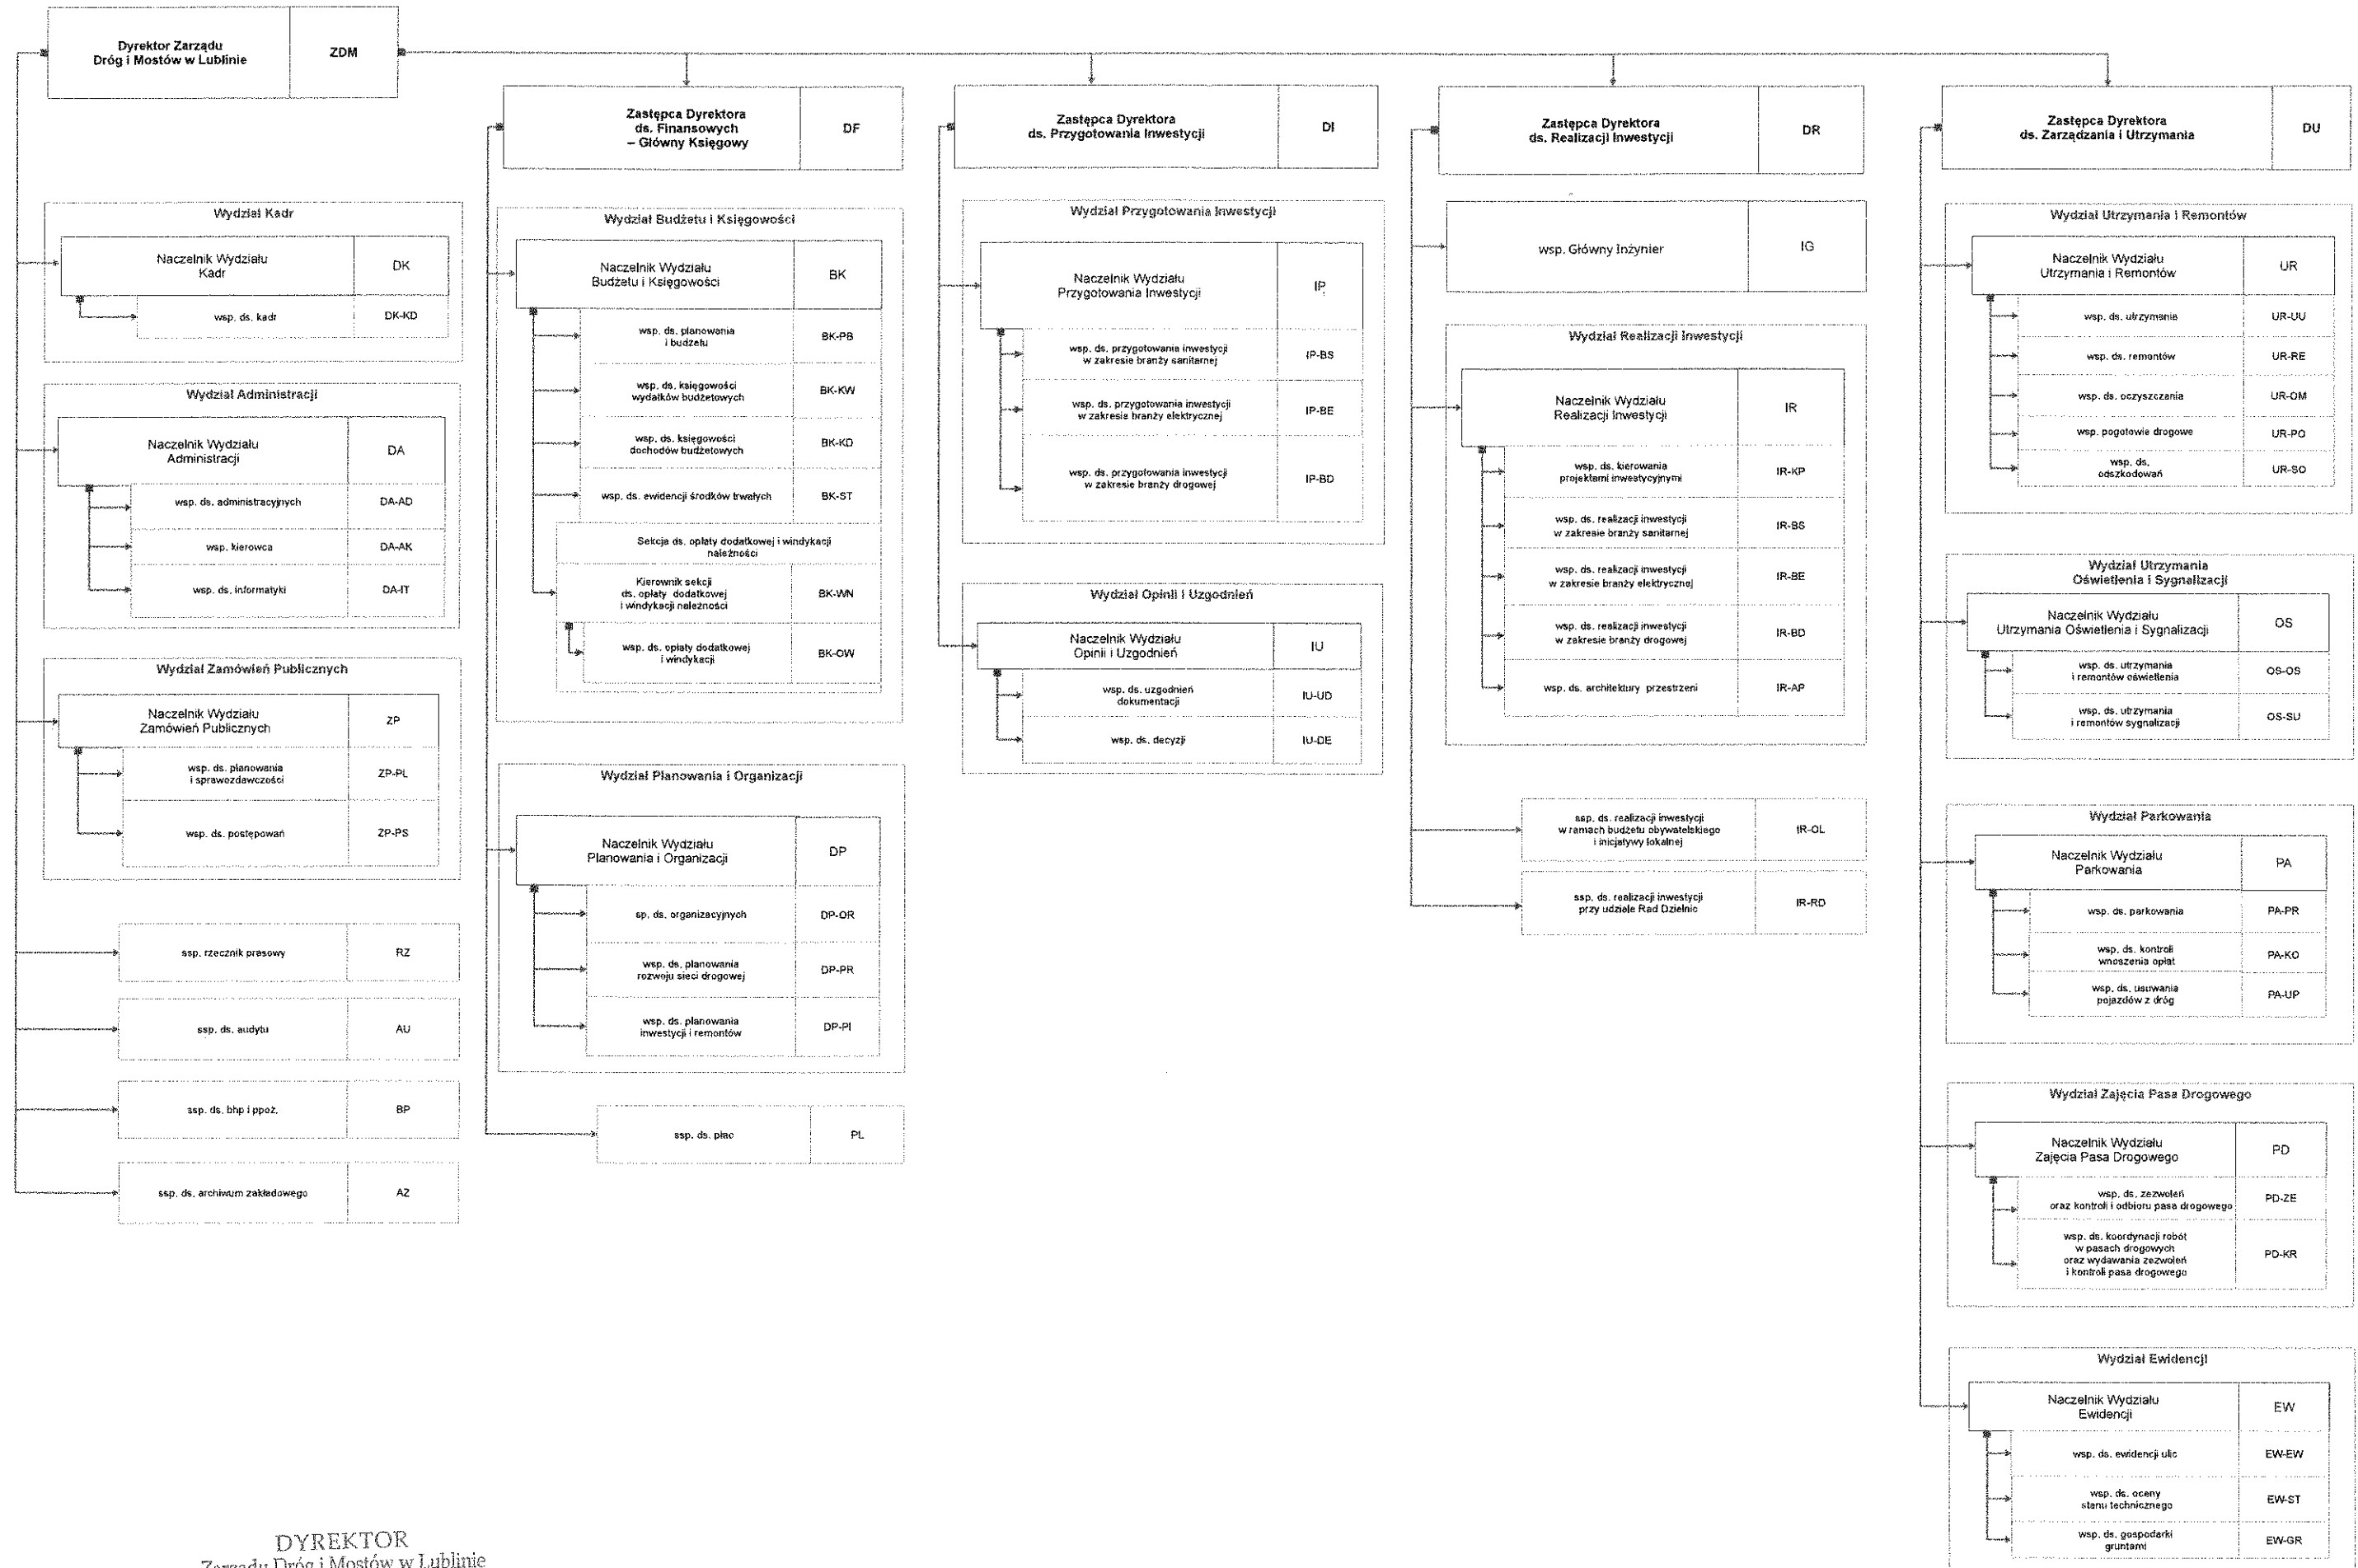 Dyrektor Zarządu
Dróg i Mostów w Lublinie
ZDM
Zastępca Dyrektora
ds. Finansowych
– Główny Księgowy
DF
Zastępca Dyrektora
ds. Przygotowania Inwestycji
DI
Zastępca Dyrektora
ds. Realizacji Inwestycji
DR
Zastępca Dyrektora
ds. Zarządzania i Utrzymania
DU
Wydział Kadr
Naczelnik Wydziału
Kadr
DK
wsp. ds. kadr
DK-KD
Wydział Administracji
Naczelnik Wydziału
Administracji
DA
wsp. ds. administracyjnych
DA-AD
wsp. kierowca
DA-AK
wsp. ds. informatyki
DA-IT
Wydział Zamówień Publicznych
Naczelnik Wydziału
Zamówień Publicznych
ZP
wsp. ds. planowania
i sprawozdawczości
ZP-PL
wsp. ds. postępowań
ZP-PS
ssp. rzecznik prasowy
RZ
ssp. ds. audytu
AU
ssp. ds. bhp i ppoż.
BP
ssp. ds. archiwum zakładowego
AZ
Wydział Budżetu i Księgowości
Naczelnik Wydziału
Budżetu i Księgowości
BK
wsp. ds. planowania
i budżetu
BK-PB
wsp. ds. księgowości
wydatków budżetowych
BK-KW
wsp. ds. księgowości
dochodów budżetowych
BK-KD
wsp. ds. ewidencji środków trwałych
BK-ST
Sekcja ds. opłaty dodatkowej i windykacji
należności
Kierownik sekcji
ds. opłaty dodatkowej
i windykacji należności
BK-WN
wsp. ds. opłaty dodatkowej
i windykacji
BK-OW
Wydział Planowania i Organizacji
Naczelnik Wydziału
Planowania i Organizacji
DP
sp. ds. organizacyjnych
DP-OR
wsp. ds. planowania
rozwoju sieci drogowej
DP-PR
wsp. ds. planowania
inwestycji i remontów
DP-PI
ssp. ds. płac
PL
Wydział Przygotowania Inwestycji
Naczelnik Wydziału
Przygotowania Inwestycji
IP
wsp. ds. przygotowania inwestycji
w zakresie branży sanitarnej
IP-BS
wsp. ds. przygotowania inwestycji
w zakresie branży elektrycznej
IP-BE
wsp. ds. przygotowania inwestycji
w zakresie branży drogowej
IP-BD
Wydział Opinii i Uzgodnień
Naczelnik Wydziału
Opinii i Uzgodnień
IU
wsp. ds. uzgodnień
dokumentacji
IU-UD
wsp. ds. decyzji
IU-DE
wsp. Główny Inżynier
IG
Wydział Realizacji Inwestycji
Naczelnik Wydziału
Realizacji Inwestycji
IR
wsp. ds. kierowania
projektami inwestycyjnymi
IR-KP
wsp. ds. realizacji inwestycji
w zakresie branży sanitarnej
IR-BS
wsp. ds. realizacji inwestycji
w zakresie branży elektrycznej
IR-BE
wsp. ds. realizacji inwestycji
w zakresie branży drogowej
IR-BD
wsp. ds. architektury przestrzeni
IR-AP
ssp. ds. realizacji inwestycji
w ramach budżetu obywatelskiego
i inicjatywy lokalnej
IR-OL
ssp. ds. realizacji inwestycji
przy udziale Rad Dzielnic
IR-RD
Wydział Utrzymania i Remontów
Naczelnik Wydziału
Utrzymania i Remontów
UR
wsp. ds. utrzymania
UR-UU
wsp. ds. remontów
UR-RE
wsp. ds. oczyszczania
UR-OM
wsp. pogotowie drogowe
UR-PO
wsp. ds.
odszkodowań
UR-SO
Wydział Utrzymania
Oświetlenia i Sygnalizacji
Naczelnik Wydziału
Utrzymania Oświetlenia i Sygnalizacji
OS
wsp. ds. utrzymania
i remontów oświetlenia
OS-OS
wsp. ds. utrzymania
i remontów sygnalizacji
OS-SU
Wydział Parkowania
Naczelnik Wydziału
Parkowania
PA
wsp. ds. parkowania
PA-PR
wsp. ds. kontroli
wnoszenia opłat
PA-KO
wsp. ds. usuwania
pojazdów z dróg
PA-UP
Wydział Zajęcia Pasa Drogowego
Naczelnik Wydziału
Zajęcia Pasa Drogowego
PD
wsp. ds. zezwoleń
oraz kontroli i odbioru pasa drogowego
PD-ZE
wsp. ds. koordynacji robót
w pasach drogowych
oraz wydawania zezwoleń
i kontroli pasa drogowego
PD-KR
Wydział Ewidencji
Naczelnik Wydziału
Ewidencji
EW
wsp. ds. ewidencji ulic
EW-EW
wsp. ds. oceny
stanu technicznego
EW-ST
wsp. ds. gospodarki
gruntami
EW-GR
DYREKTOR
Zarządu Dróg i Mostów w Lublinie